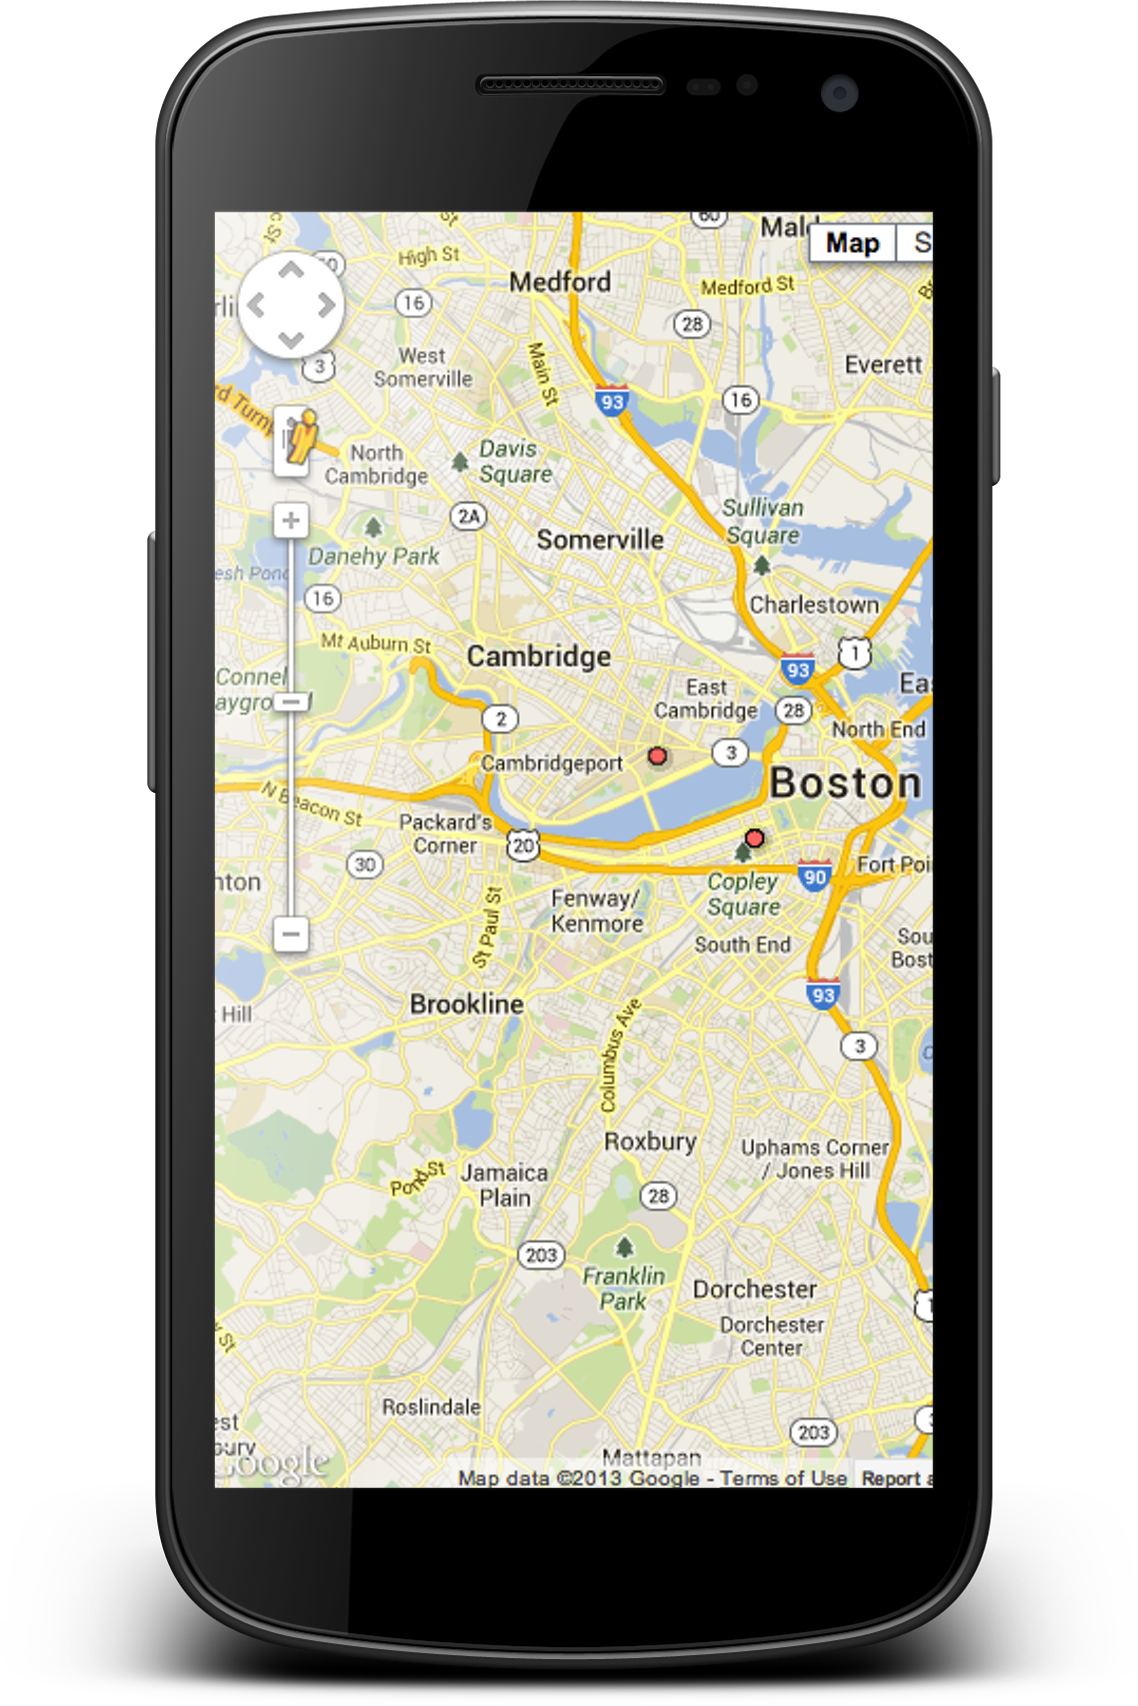 60
Map
S
High St
Medford
Medford St
16
28
3
West
Somerville
Main St
Everett
93
16
North
Cambridge
Davis
Square
2A
Sullivan
Square
Somerville
Danehy Park
16
Charlestown
Mt Auburn St
Cambridge
93
1
East
Cambridge
28
2
North End
Cambridgeport
3
Boston
N Beacon St
Packard's
Corner
20
30
90
Copley
Square
Fenway/
Kenmore
St Paul St
South End
Brookline
93
Hill
Columbus Ave
3
Roxbury
Uphams Corner
/ Jones Hill
Pond St
Jamaica
Plain
28
203
Franklin
Park
Dorchester
Dorchester
Center
Roslindale
203
Mattapan
Google
Map data ©2013 Google - Terms of Use
Report a